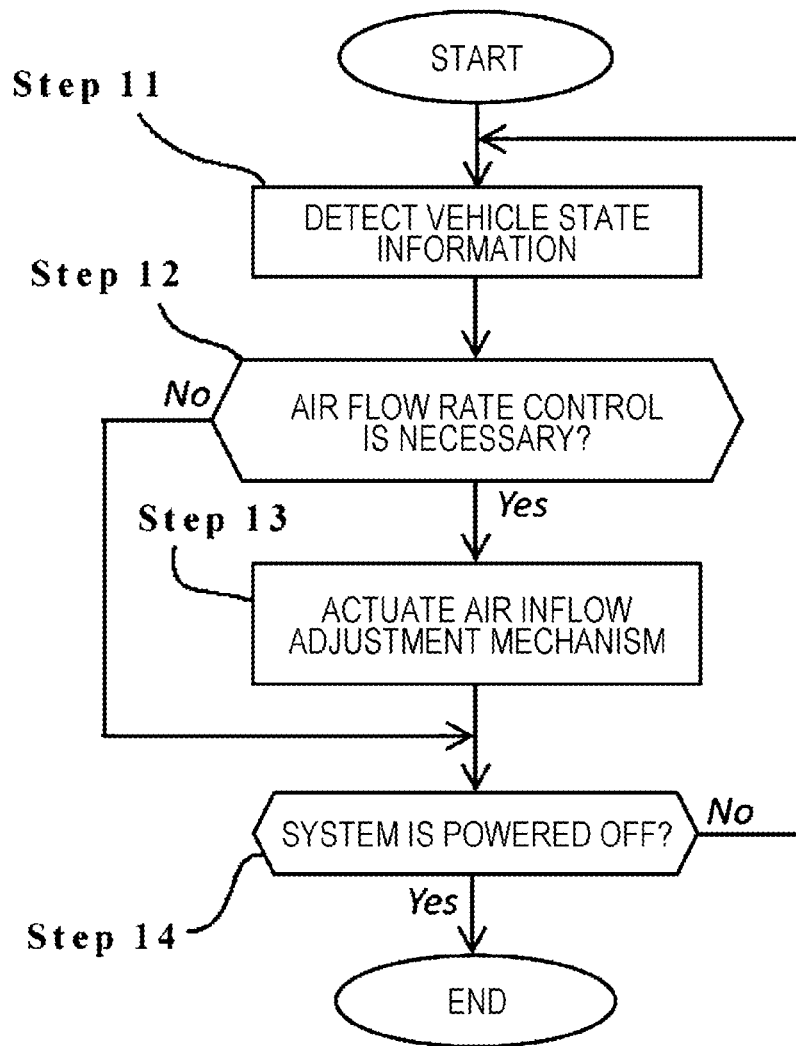 START
Step 11
DETECT VEHICLE STATE
INFORMATION
Step 12
No
AIR FLOW RATE CONTROL
IS NECESSARY?
Yes
Step 13
ACTUATE AIR INFLOW
ADJUSTMENT MECHANISM
SYSTEM IS POWERED OFF?
No
Yes
Step 14
END